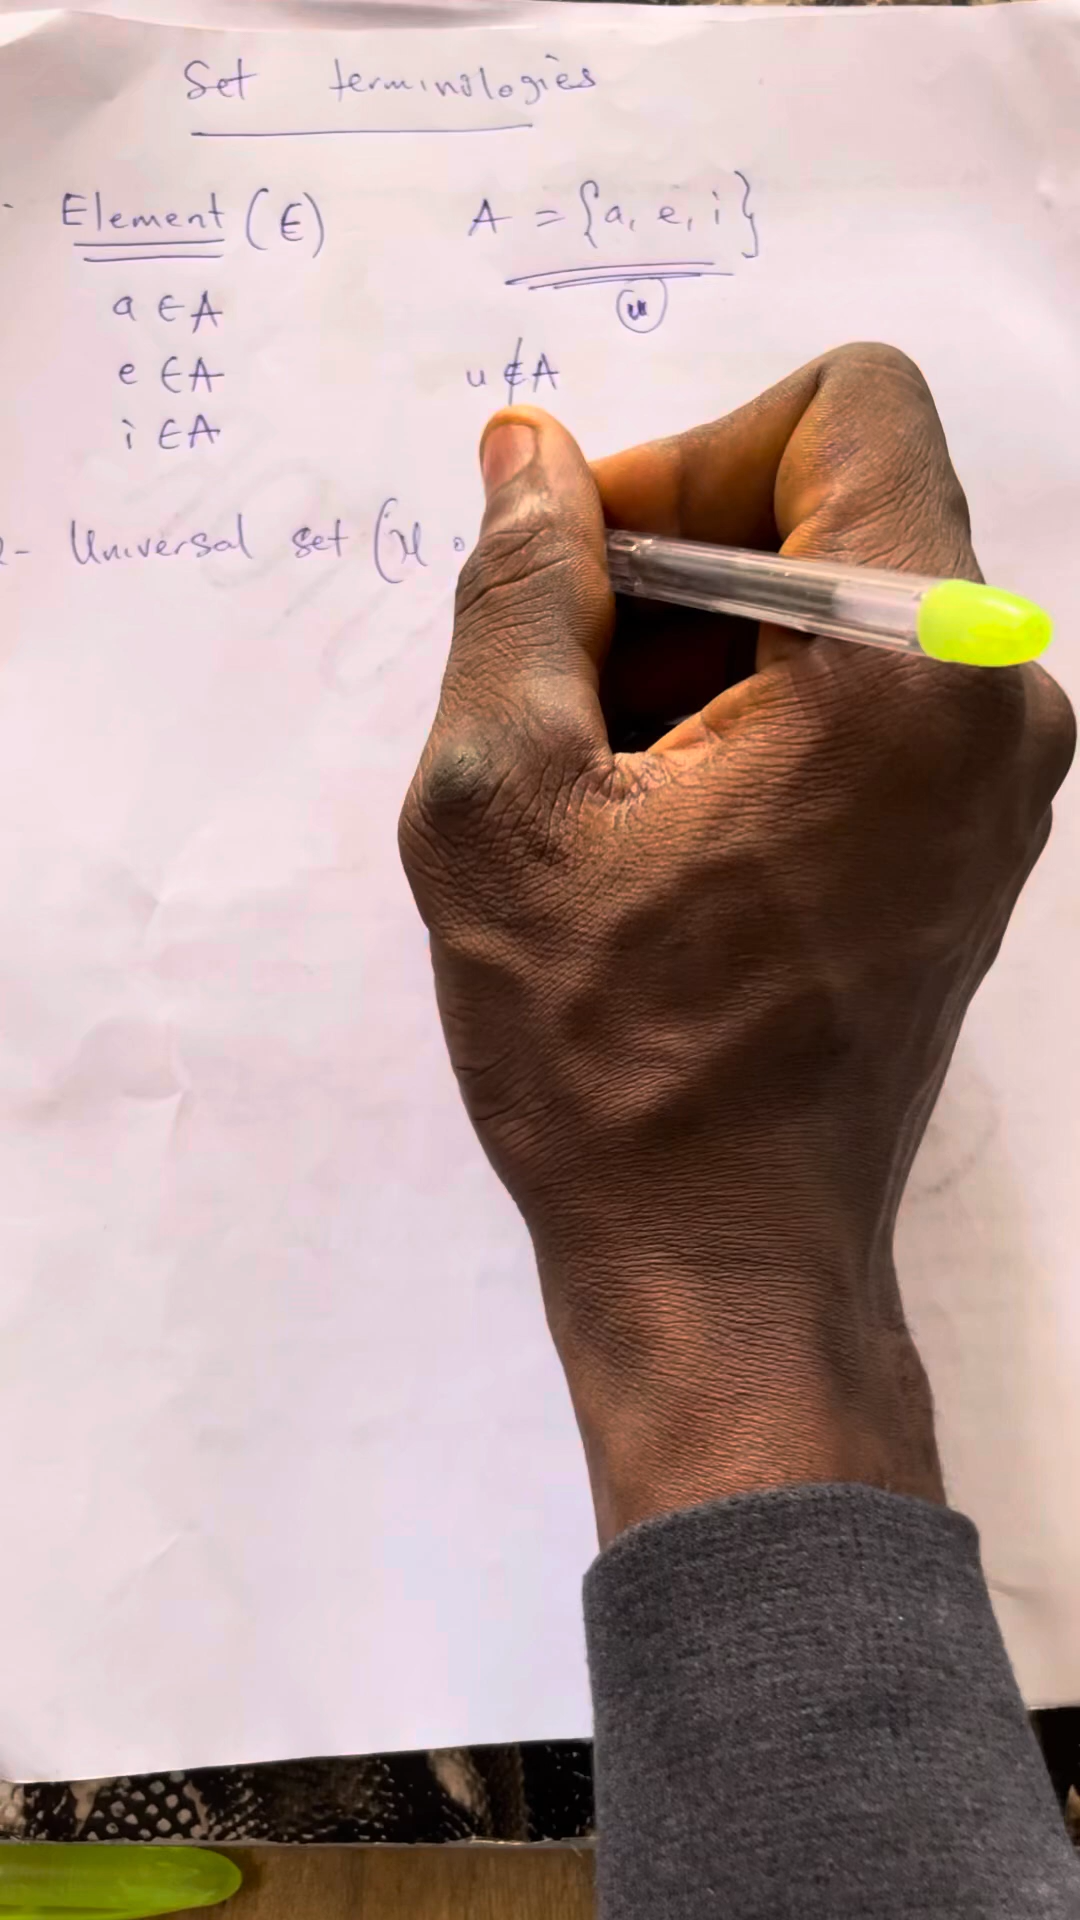 Set terminologies
- Element (∈) A = {a, e, i}
u
a ∈ A
e ∈ A u ∉ A
i ∈ A
- Universal set (